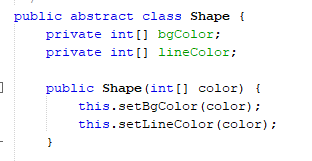 public abstract class Shape {
    private int[] bgColor;
    private int[] lineColor;

    public Shape(int[] color) {
        this.setBgColor(color);
        this.setLineColor(color);
    }